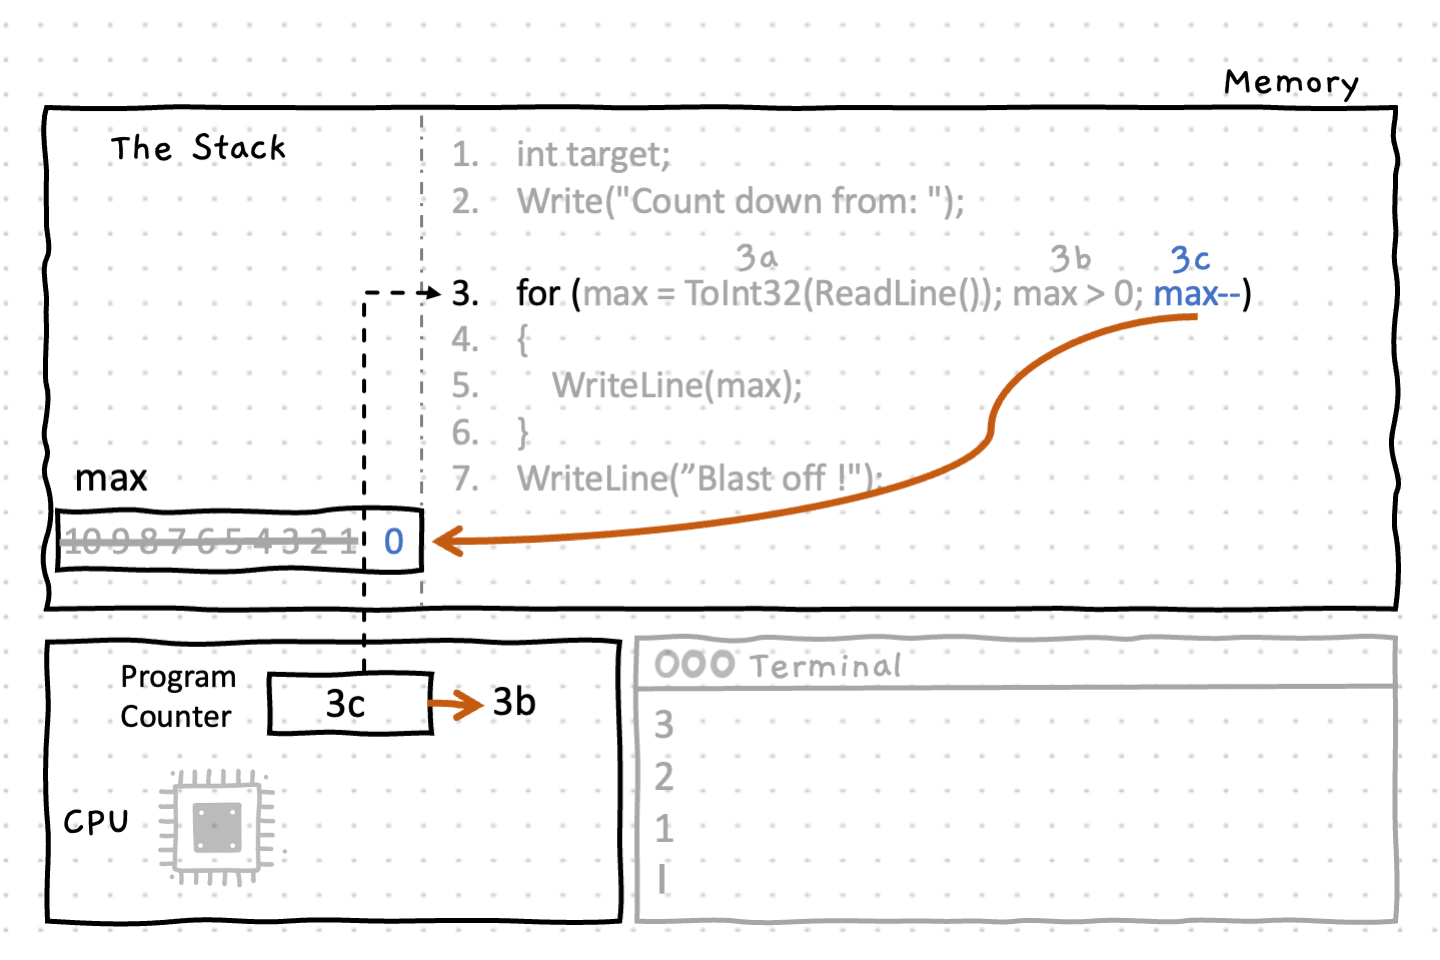 Memory
The Stack
1. int target;
2. Write("Count down from: ");
3a 3b 3c
3. for (max = ToInt32(ReadLine()); max > 0; max--)
4. {
5. WriteLine(max);
6. }
7. WriteLine(”Blast off !");
max
10 9 8 7 6 5 4 3 2 1 0
Program
Counter
3c
3b
CPU
Terminal
3
2
1